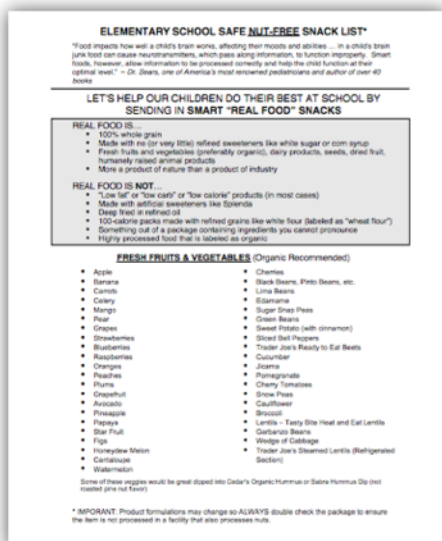 ELEMENTARY SCHOOL SAFE NUT-FREE SNACK LIST*
"Food impacts how well a child's brain works, affecting their moods and abilities ... in a child's brain
junk food can cause neurotransmitters, which pass along information, to function improperly. Smart
foods, however, allow information to be processed correctly and help the child function at their
optimal level." – Dr. Sears, one of America's most renowned pediatricians and author of over 40
books
LET'S HELP OUR CHILDREN DO THEIR BEST AT SCHOOL BY
SENDING IN SMART "REAL FOOD" SNACKS
REAL FOOD IS...
• 100% whole grain
• Made with no (or very little) refined sweeteners like white sugar or corn syrup
• Fresh fruits and vegetables (preferably organic), dairy products, seeds, dried fruit,
humanely raised animal products
• More a product of nature than a product of industry
REAL FOOD IS NOT...
• "Low fat" or "low carb" or "low calorie" products (in most cases)
• Made with artificial sweeteners like Splenda
• Deep fried in refined oil
• 100-calorie packs made with refined grains like white flour (labeled as "wheat flour")
• Something out of a package containing ingredients you cannot pronounce
• Highly processed food that is labeled as organic
FRESH FRUITS & VEGETABLES (Organic Recommended)
• Apple
• Banana
• Carrots
• Celery
• Mango
• Pear
• Grapes
• Strawberries
• Blueberries
• Raspberries
• Oranges
• Peaches
• Plums
• Grapefruit
• Avocado
• Pineapple
• Papaya
• Star Fruit
• Figs
• Honeydew Melon
• Cantaloupe
• Watermelon
• Cherries
• Black Beans, Pinto Beans, etc.
• Lima Beans
• Edamame
• Sugar Snap Peas
• Green Beans
• Sweet Potato (with cinnamon)
• Sliced Bell Peppers
• Trader Joe's Ready to Eat Beets
• Cucumber
• Jicama
• Pomegranate
• Cherry Tomatoes
• Snow Peas
• Cauliflower
• Broccoli
• Lentils – Tasty Bite Heat and Eat Lentils
• Garbanzo Beans
• Wedge of Cabbage
• Trader Joe's Steamed Lentils (Refrigerated
Section)
Some of these veggies would be great dipped into Cedar's Organic Hummus or Sabra Hummus Dip (not
roasted pine nut flavor)
* IMPORANT: Product formulations may change so ALWAYS double check the package to ensure
the item is not processed in a facility that also processes nuts.